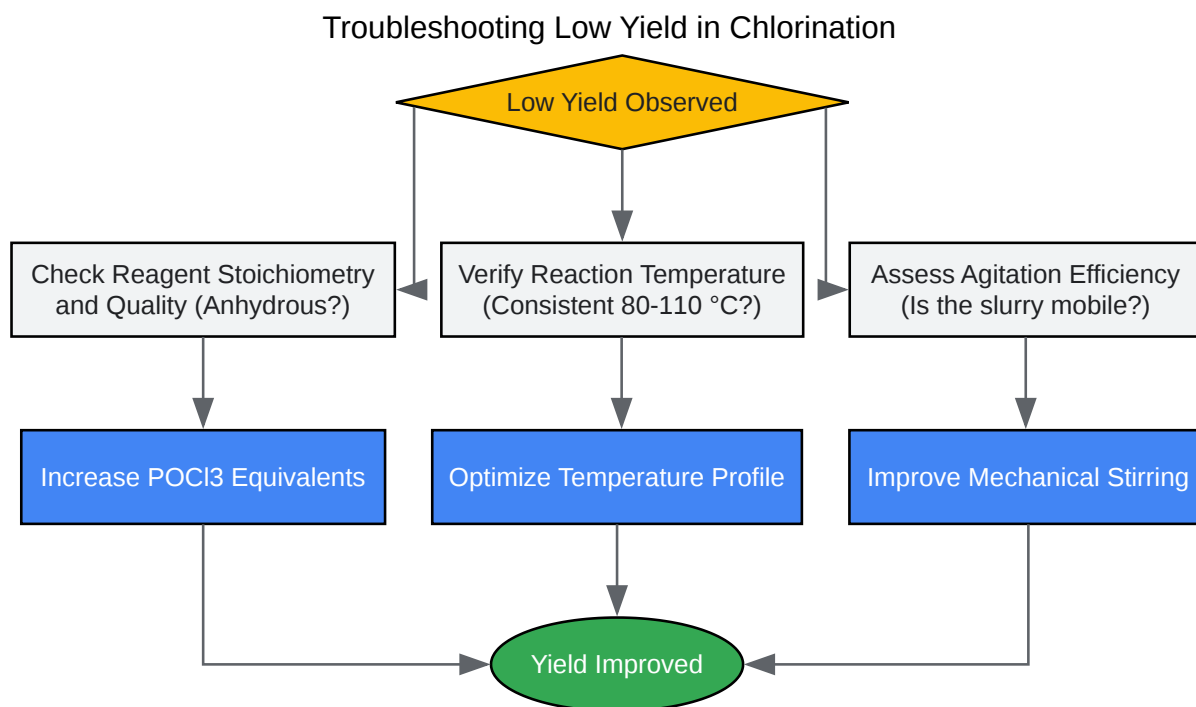 Troubleshooting Low Yield in Chlorination
Low Yield Observed
Check Reagent Stoichiometry
and Quality (Anhydrous?)
Verify Reaction Temperature
(Consistent 80-110 °C?)
Assess Agitation Efficiency
(Is the slurry mobile?)
Increase POCl3 Equivalents
Optimize Temperature Profile
Improve Mechanical Stirring
Yield Improved